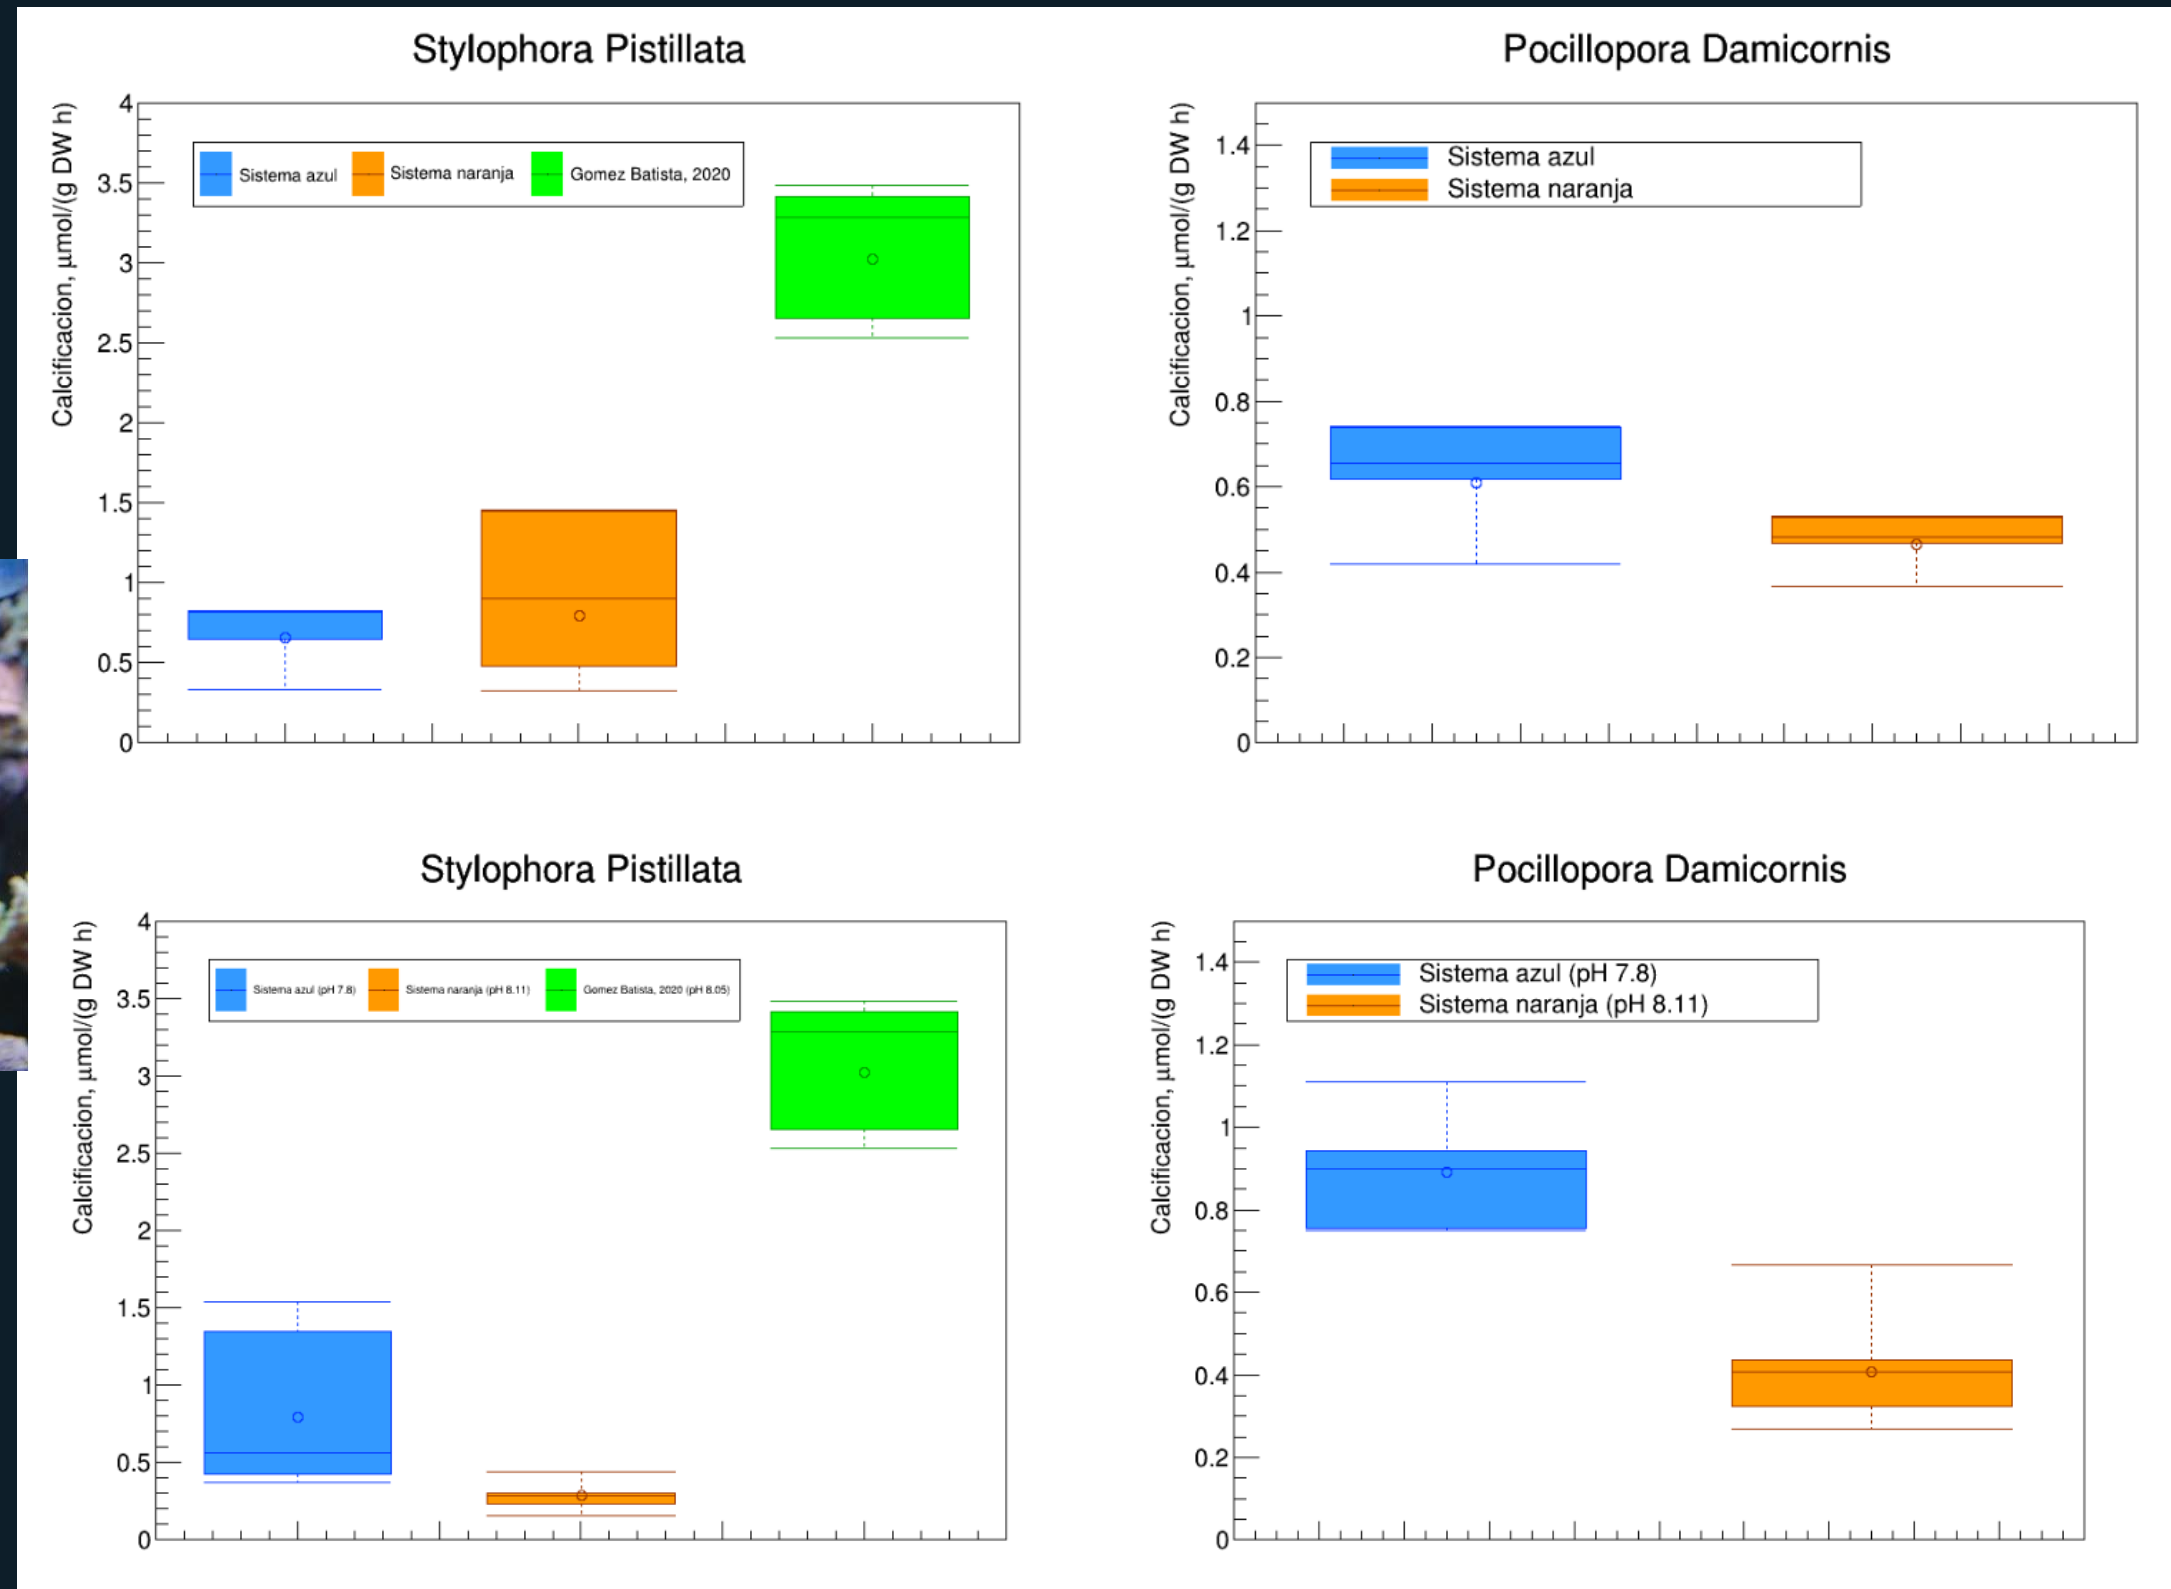 Stylophora Pistillata
Calcificacion, μmol/(g DW h)
4
3.5
3
2.5
2
1.5
1
0.5
0
Sistema azul
Sistema naranja
Gomez Batista, 2020
Pocillopora Damicornis
Calcificacion, μmol/(g DW h)
1.4
1.2
1
0.8
0.6
0.4
0.2
0
Sistema azul
Sistema naranja
Stylophora Pistillata
Calcificacion, μmol/(g DW h)
4
3.5
3
2.5
2
1.5
1
0.5
0
Sistema azul (pH 7.8)
Sistema naranja (pH 8.11)
Gomez Batista, 2020 (pH 8.05)
Pocillopora Damicornis
Calcificacion, μmol/(g DW h)
1.4
1.2
1
0.8
0.6
0.4
0.2
0
Sistema azul (pH 7.8)
Sistema naranja (pH 8.11)